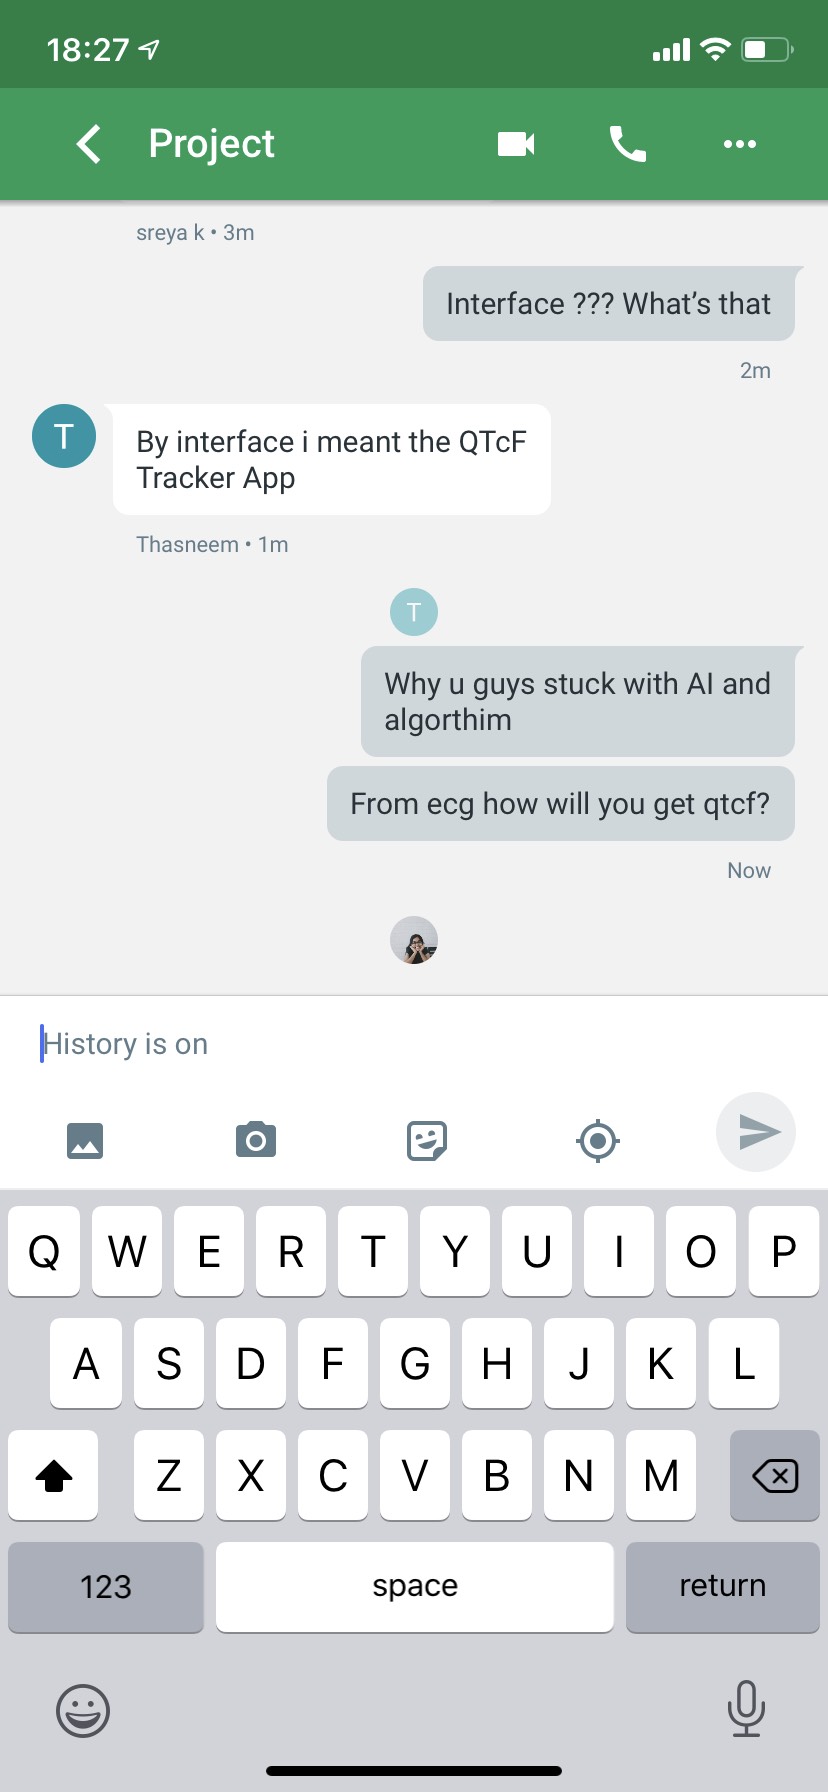 18:27
Project
sreya k • 3m
Interface ??? What's that
2m
T
By interface i meant the QTcF
Tracker App
Thasneem • 1m
T
Why u guys stuck with AI and
algorthim
From ecg how will you get qtcf?
Now
History is on
Q W E R T Y U I O P
A S D F G H J K L
Z X C V B N M
123 space return